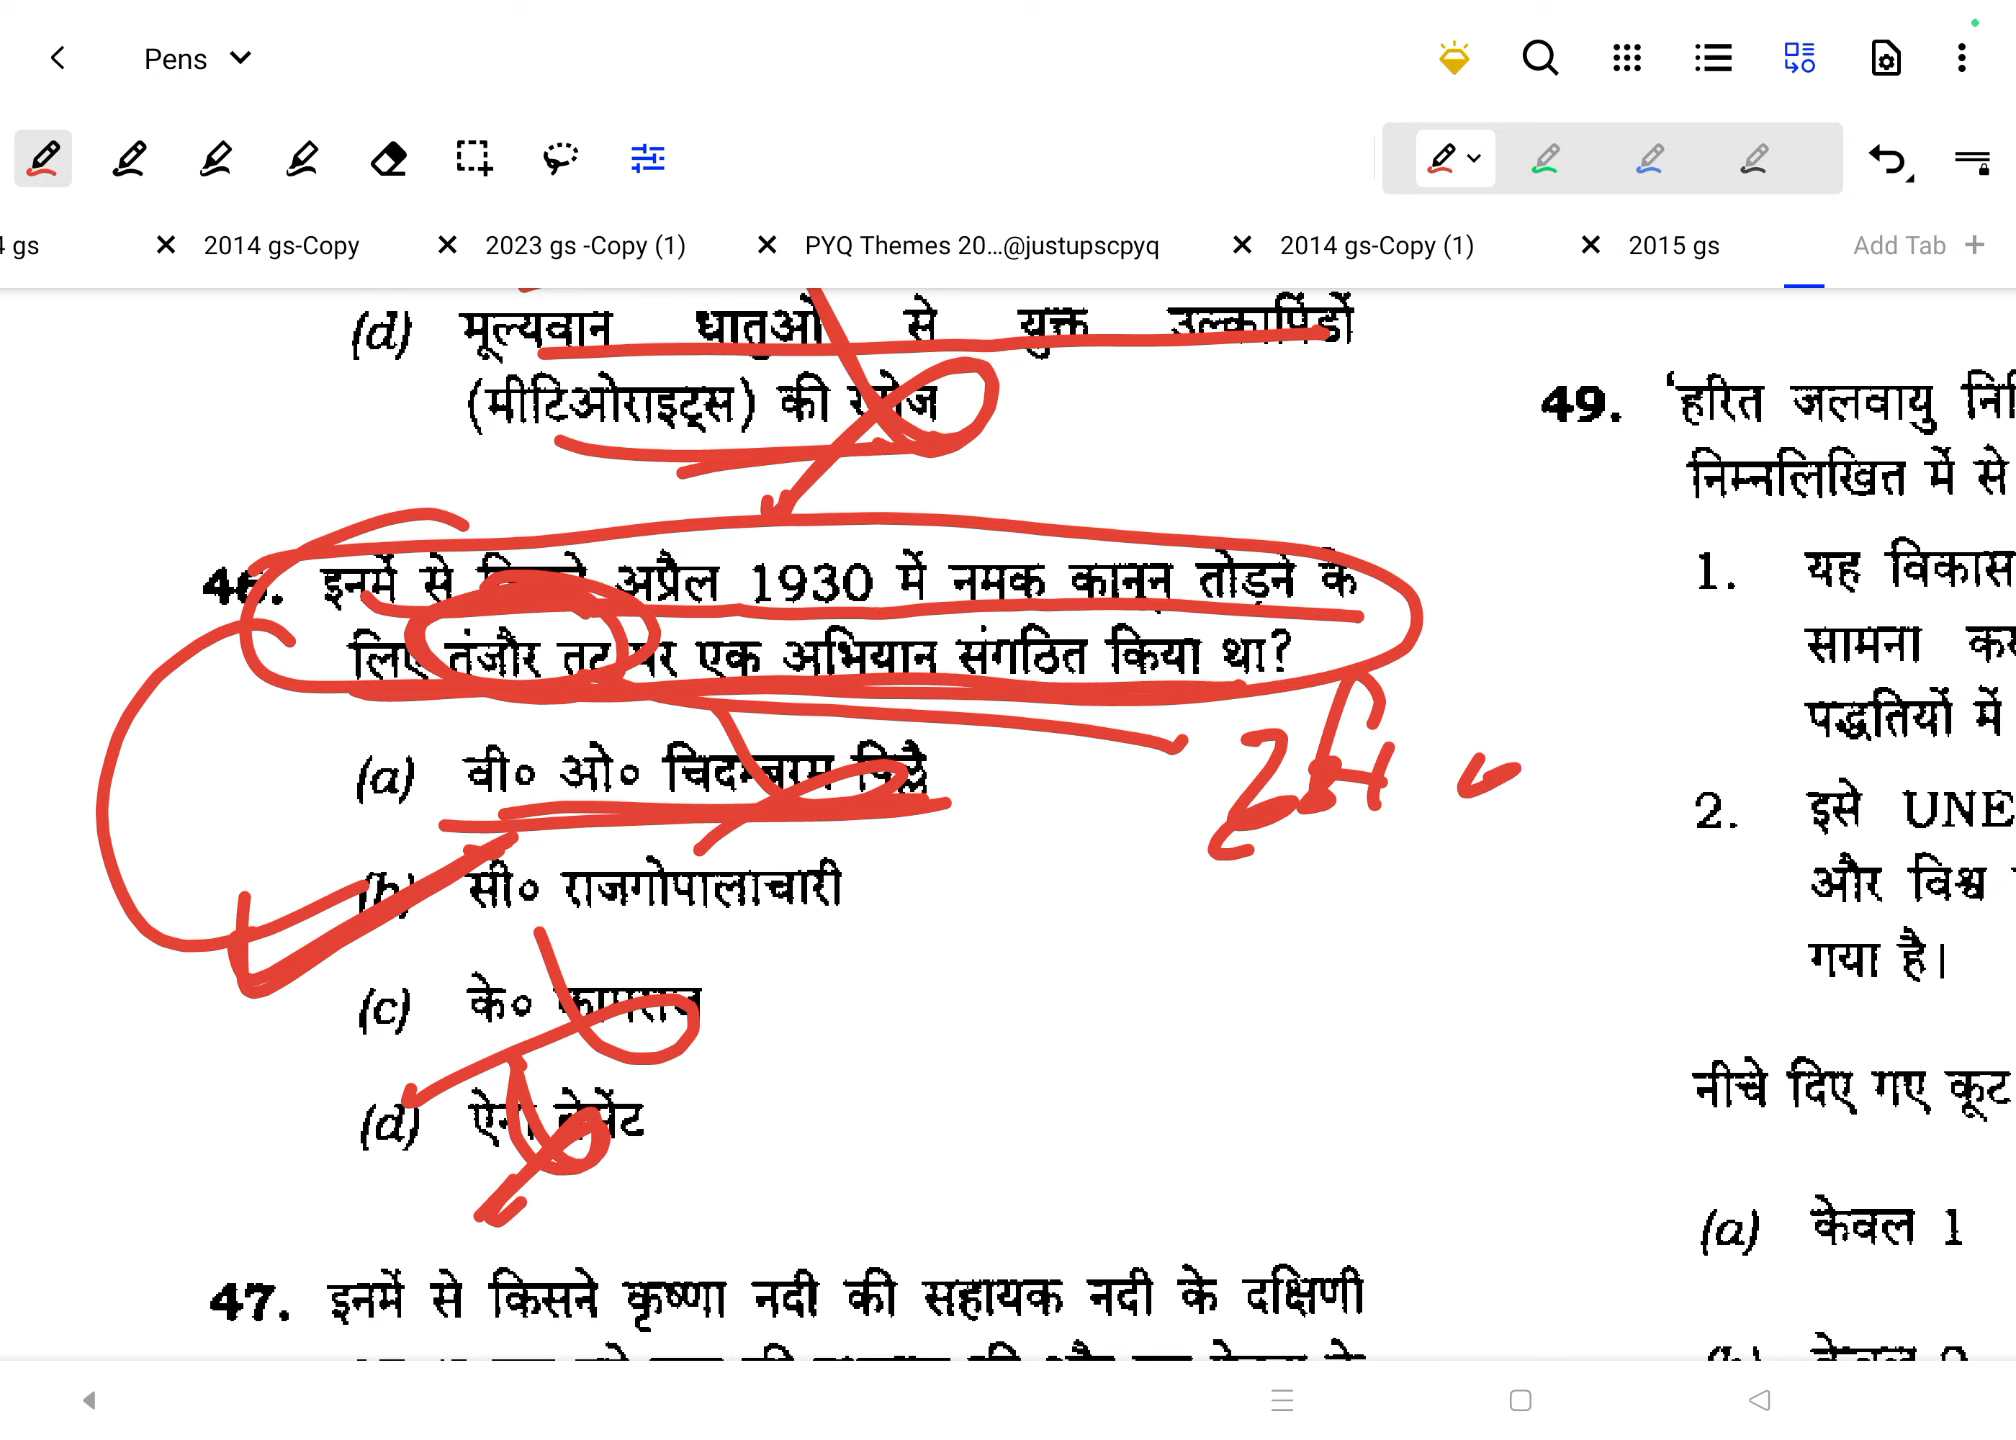 Pens
4 gs
2014 gs-Copy
2023 gs -Copy (1)
PYQ Themes 20...@justupscpyq
2014 gs-Copy (1)
2015 gs
Add Tab +
(d) मूल्यवान धातुओं से युक्त उल्कापिंडों
(मीटिओराइट्स) की खोज
46. इनमें से किसने अप्रैल 1930 में नमक कानून तोड़ने के
लिए तंजौर तट पर एक अभियान संगठित किया था?
(a) वी० ओ० चिदम्बरम पिल्लै
(b) सी० राजगोपालाचारी
(c) के० कामराज
(d) ऐनी बेसेंट
47. इनमें से किसने कृष्णा नदी की सहायक नदी के दक्षिणी
49. 'हरित जलवायु
निम्नलिखित में से
1. यह विकास
सामना
पद्धतियों में
2. इसे
और विश्व
गया है।
नीचे दिए गए कूट
(a) केवल 1